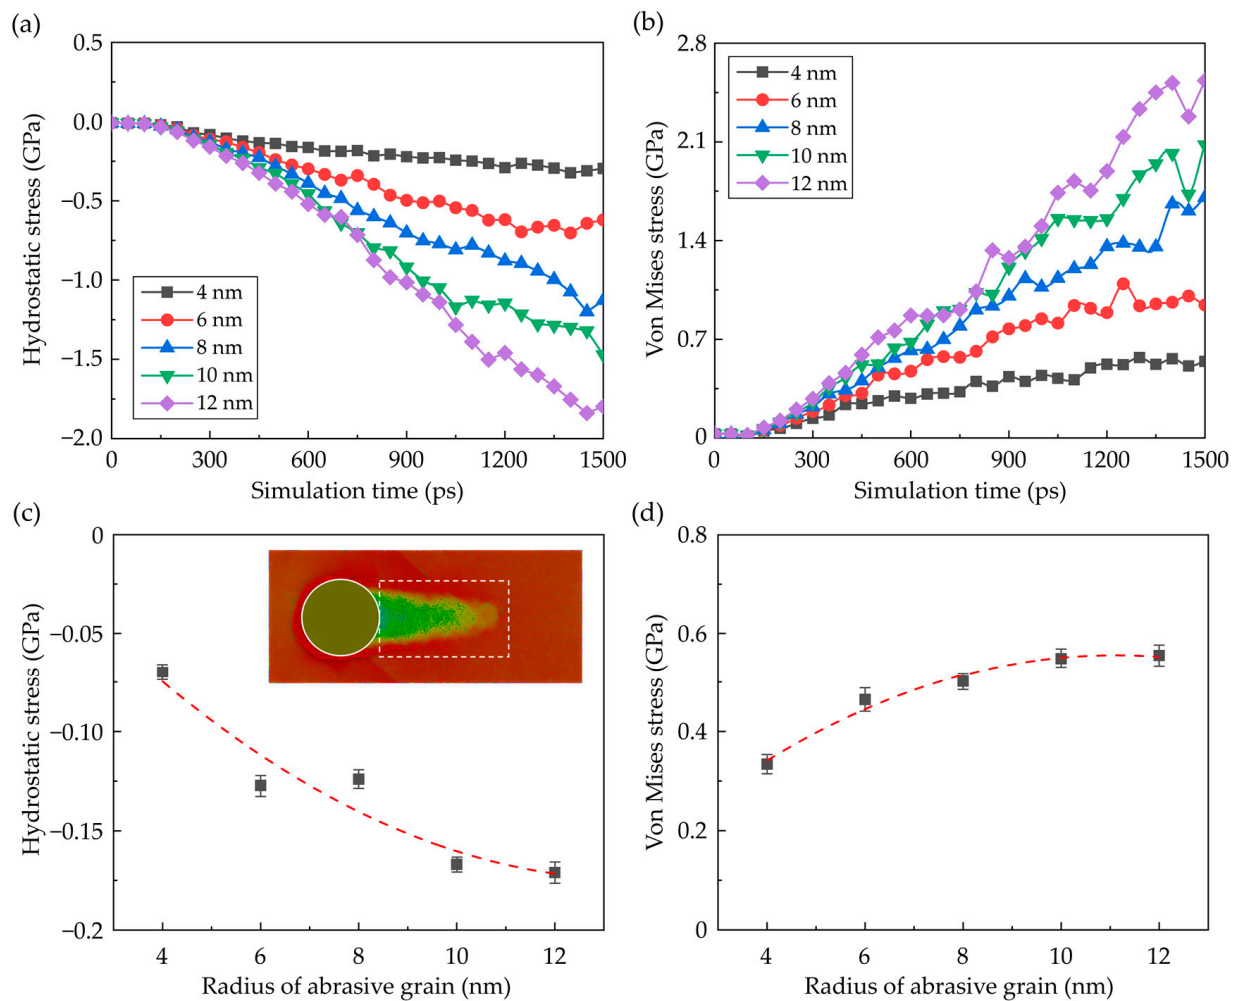 (a)
Hydrostatic stress (GPa)
0.5
0.0
−0.5
−1.0
−1.5
−2.0
4 nm
6 nm
8 nm
10 nm
12 nm
0 300 600 900 1200 1500
Simulation time (ps)
(b)
Von Mises stress (GPa)
2.8
2.1
1.4
0.7
0
4 nm
6 nm
8 nm
10 nm
12 nm
0 300 600 900 1200 1500
Simulation time (ps)
(c)
Hydrostatic stress (GPa)
0
−0.05
−0.10
−0.15
−0.2
4 6 8 10 12
Radius of abrasive grain (nm)
(d)
Von Mises stress (GPa)
0.8
0.6
0.4
0.2
0
4 6 8 10 12
Radius of abrasive grain (nm)